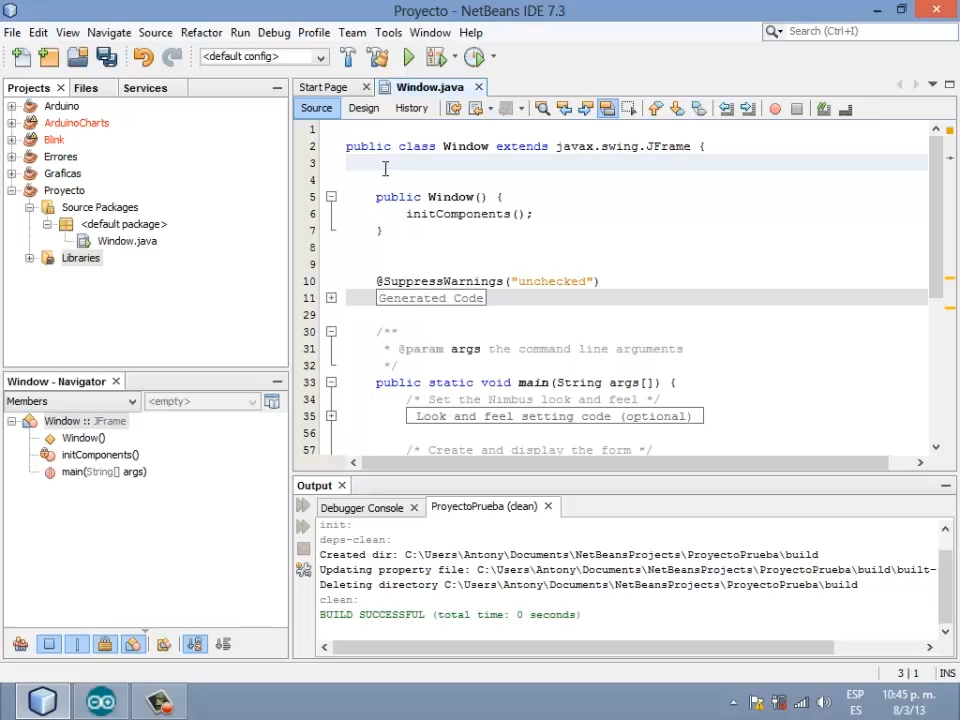 Proyecto - NetBeans IDE 7.3
File Edit View Navigate Source Refactor Run Debug Profile Team Tools Window Help
Search (Ctrl+I)
<default config>
Projects Files Services
Arduino
ArduinoCharts
Blink
Errores
Graficas
Proyecto
Source Packages
<default package>
Window.java
Libraries
Window - Navigator
Members
<empty>
Window :: JFrame
Window()
initComponents()
main(String[] args)
Start Page Window.java
Source Design History
1
2 public class Window extends javax.swing.JFrame {
3
4
5 public Window() {
6 initComponents();
7 }
8
9
10 @SuppressWarnings("unchecked")
11 Generated Code
29
30 /**
31 * @param args the command line arguments
32 */
33 public static void main(String args[]) {
34 /* Set the Nimbus look and feel */
35 Look and feel setting code (optional)
56
57 /* Create and display the form */
Output
Debugger Console ProyectoPrueba (clean)
init:
deps-clean:
Created dir: C:\Users\Antony\Documents\NetBeansProjects\ProyectoPrueba\build
Updating property file: C:\Users\Antony\Documents\NetBeansProjects\ProyectoPrueba\build\built-
Deleting directory C:\Users\Antony\Documents\NetBeansProjects\ProyectoPrueba\build
clean:
BUILD SUCCESSFUL (total time: 0 seconds)
3 | 1 INS
ESP
ES
10:45 p. m.
8/3/13